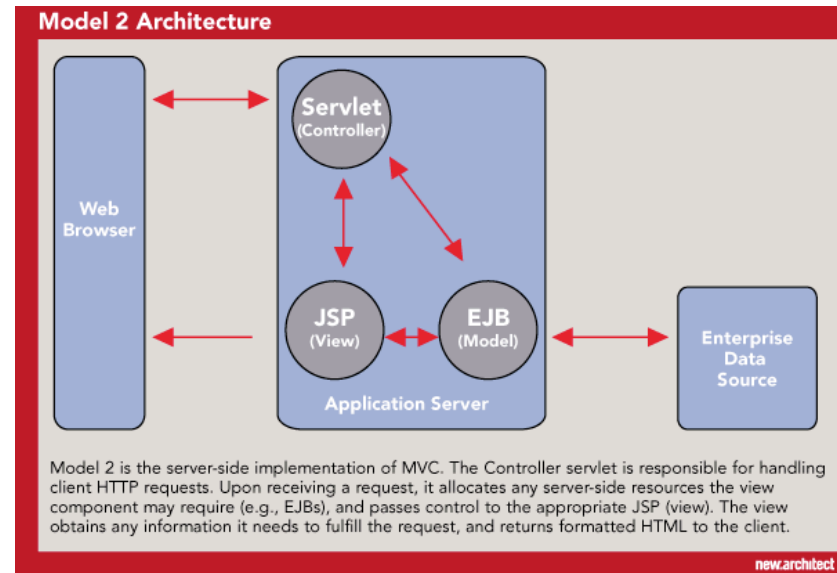 Model 2 Architecture
Servlet
(Controller)
Web
Browser
JSP
(View)
EJB
(Model)
Enterprise
Data
Source
Application Server
Model 2 is the server-side implementation of MVC. The Controller servlet is responsible for handling
client HTTP requests. Upon receiving a request, it allocates any server-side resources the view
component may require (e.g., EJBs), and passes control to the appropriate JSP (view). The view
obtains any information it needs to fulfill the request, and returns formatted HTML to the client.
new.architect